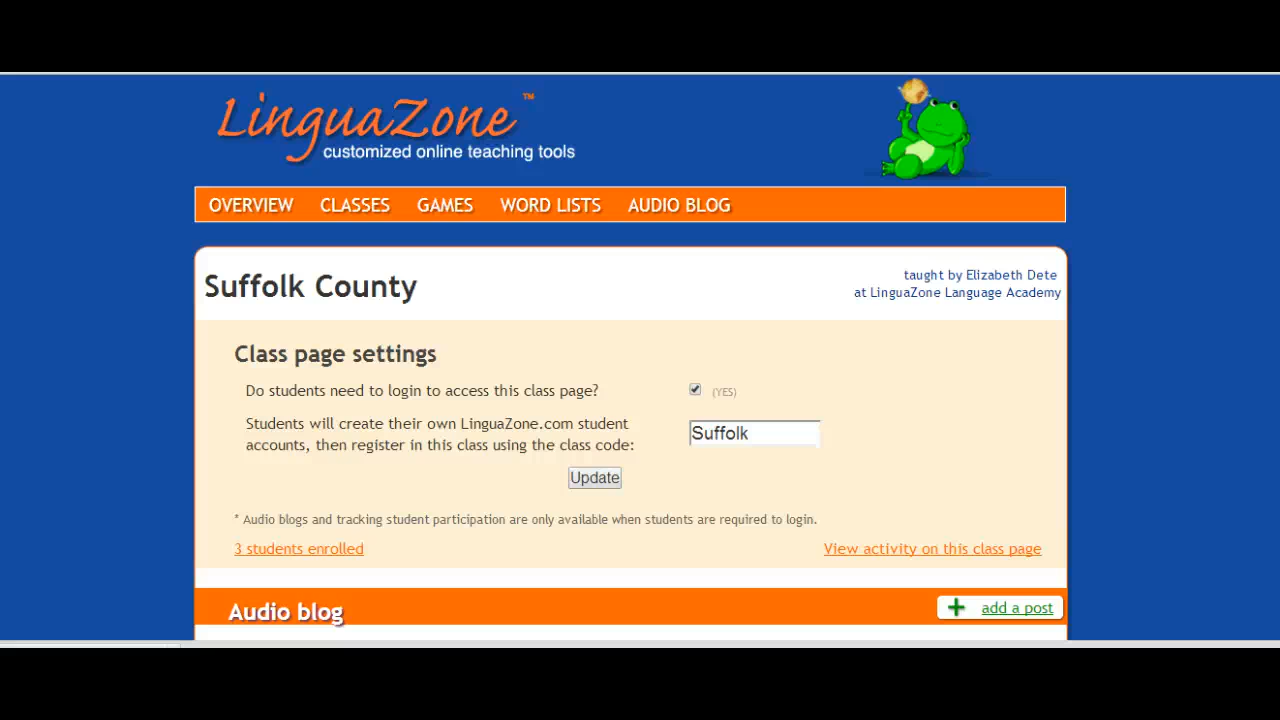 LinguaZone™
customized online teaching tools
OVERVIEW CLASSES GAMES WORD LISTS AUDIO BLOG
Suffolk County
taught by Elizabeth Dete
at LinguaZone Language Academy
Class page settings
Do students need to login to access this class page? (YES)
Students will create their own LinguaZone.com student
accounts, then register in this class using the class code: Suffolk
Update
* Audio blogs and tracking student participation are only available when students are required to login.
3 students enrolled View activity on this class page
Audio blog + add a post